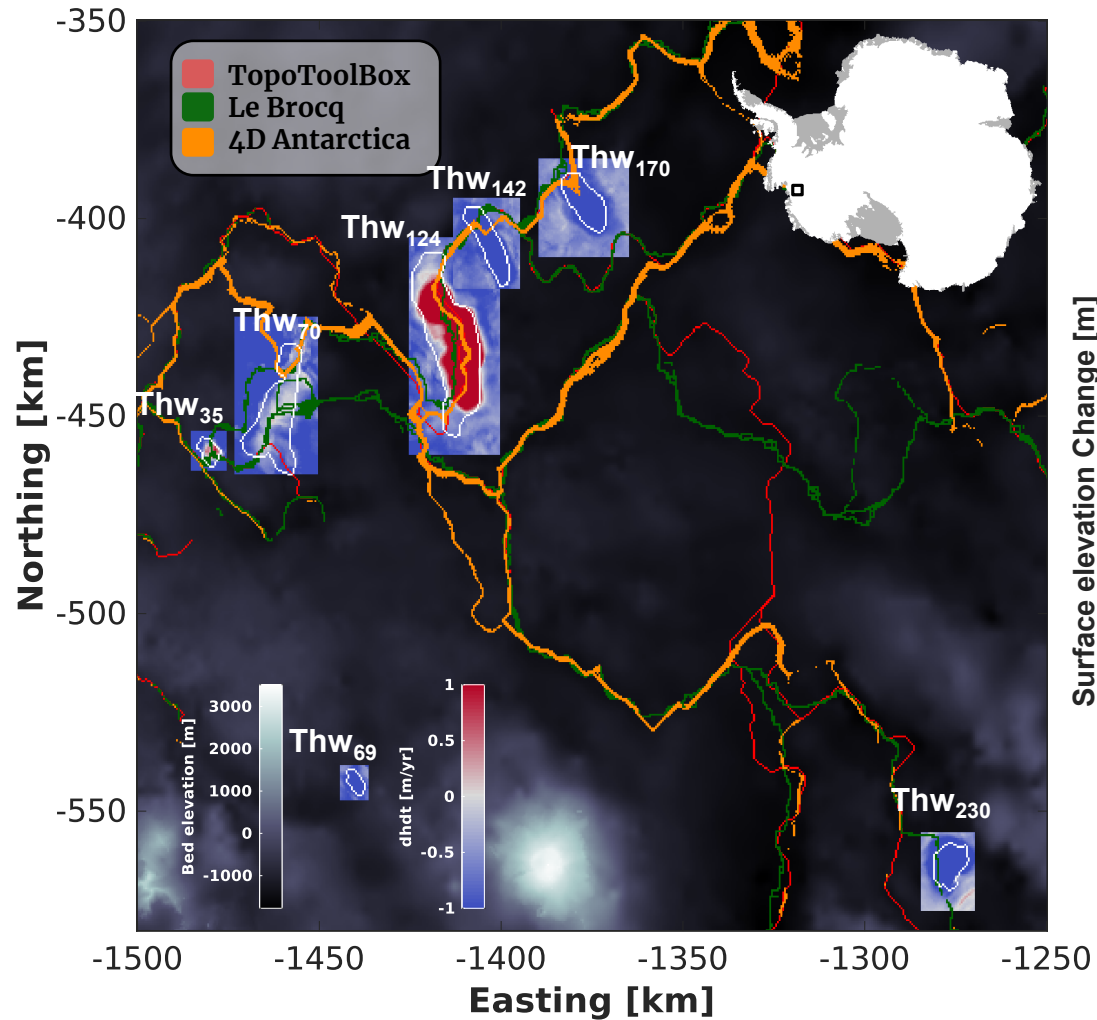 -350
-400
-450
-500
-550
Northing [km]
TopoToolBox
Le Brocq
4D Antarctica
Thw170
Thw142
Thw124
Thw70
Thw35
Thw69
Thw230
Bed elevation [m]
3000
2000
1000
0
-1000
dhdt [m/yr]
1
0.5
0
-0.5
-1
-1500
-1450
-1400
-1350
-1300
-1250
Easting [km]
Surface elevation Change [m]